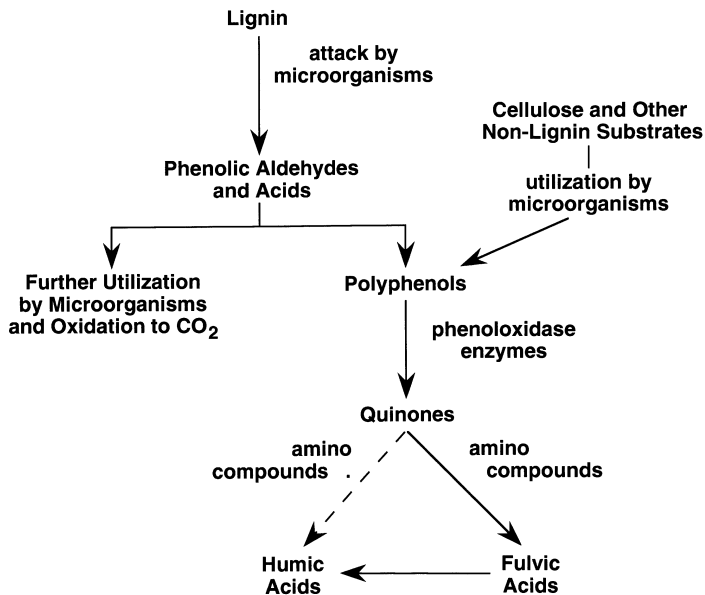 Lignin
attack by
microorganisms
Cellulose and Other
Non-Lignin Substrates
Phenolic Aldehydes
and Acids
utilization by
microorganisms
Further Utilization
by Microorganisms
and Oxidation to CO2
Polyphenols
phenoloxidase
enzymes
Quinones
amino
compounds
amino
compounds
Humic
Acids
Fulvic
Acids